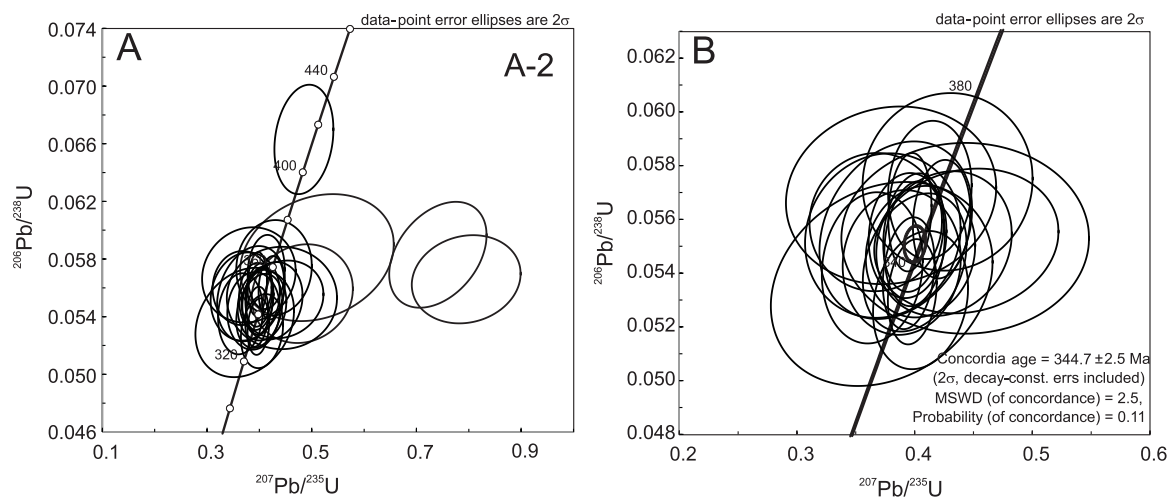 data-point error ellipses are 2σ
A
A-2
0.074
0.070
0.066
0.062
0.058
0.054
0.050
0.046
440
400
320
0.1
0.3
0.5
0.7
0.9
²⁰⁶Pb/²³⁸U
²⁰⁷Pb/²³⁵U
data-point error ellipses are 2σ
B
0.062
0.060
0.058
0.056
0.054
0.052
0.050
0.048
380
0.2
0.3
0.4
0.5
0.6
²⁰⁶Pb/²³⁸U
²⁰⁷Pb/²³⁵U
Concordia age = 344.7 ±2.5 Ma
(2σ, decay-const. errs included)
MSWD (of concordance) = 2.5,
Probability (of concordance) = 0.11